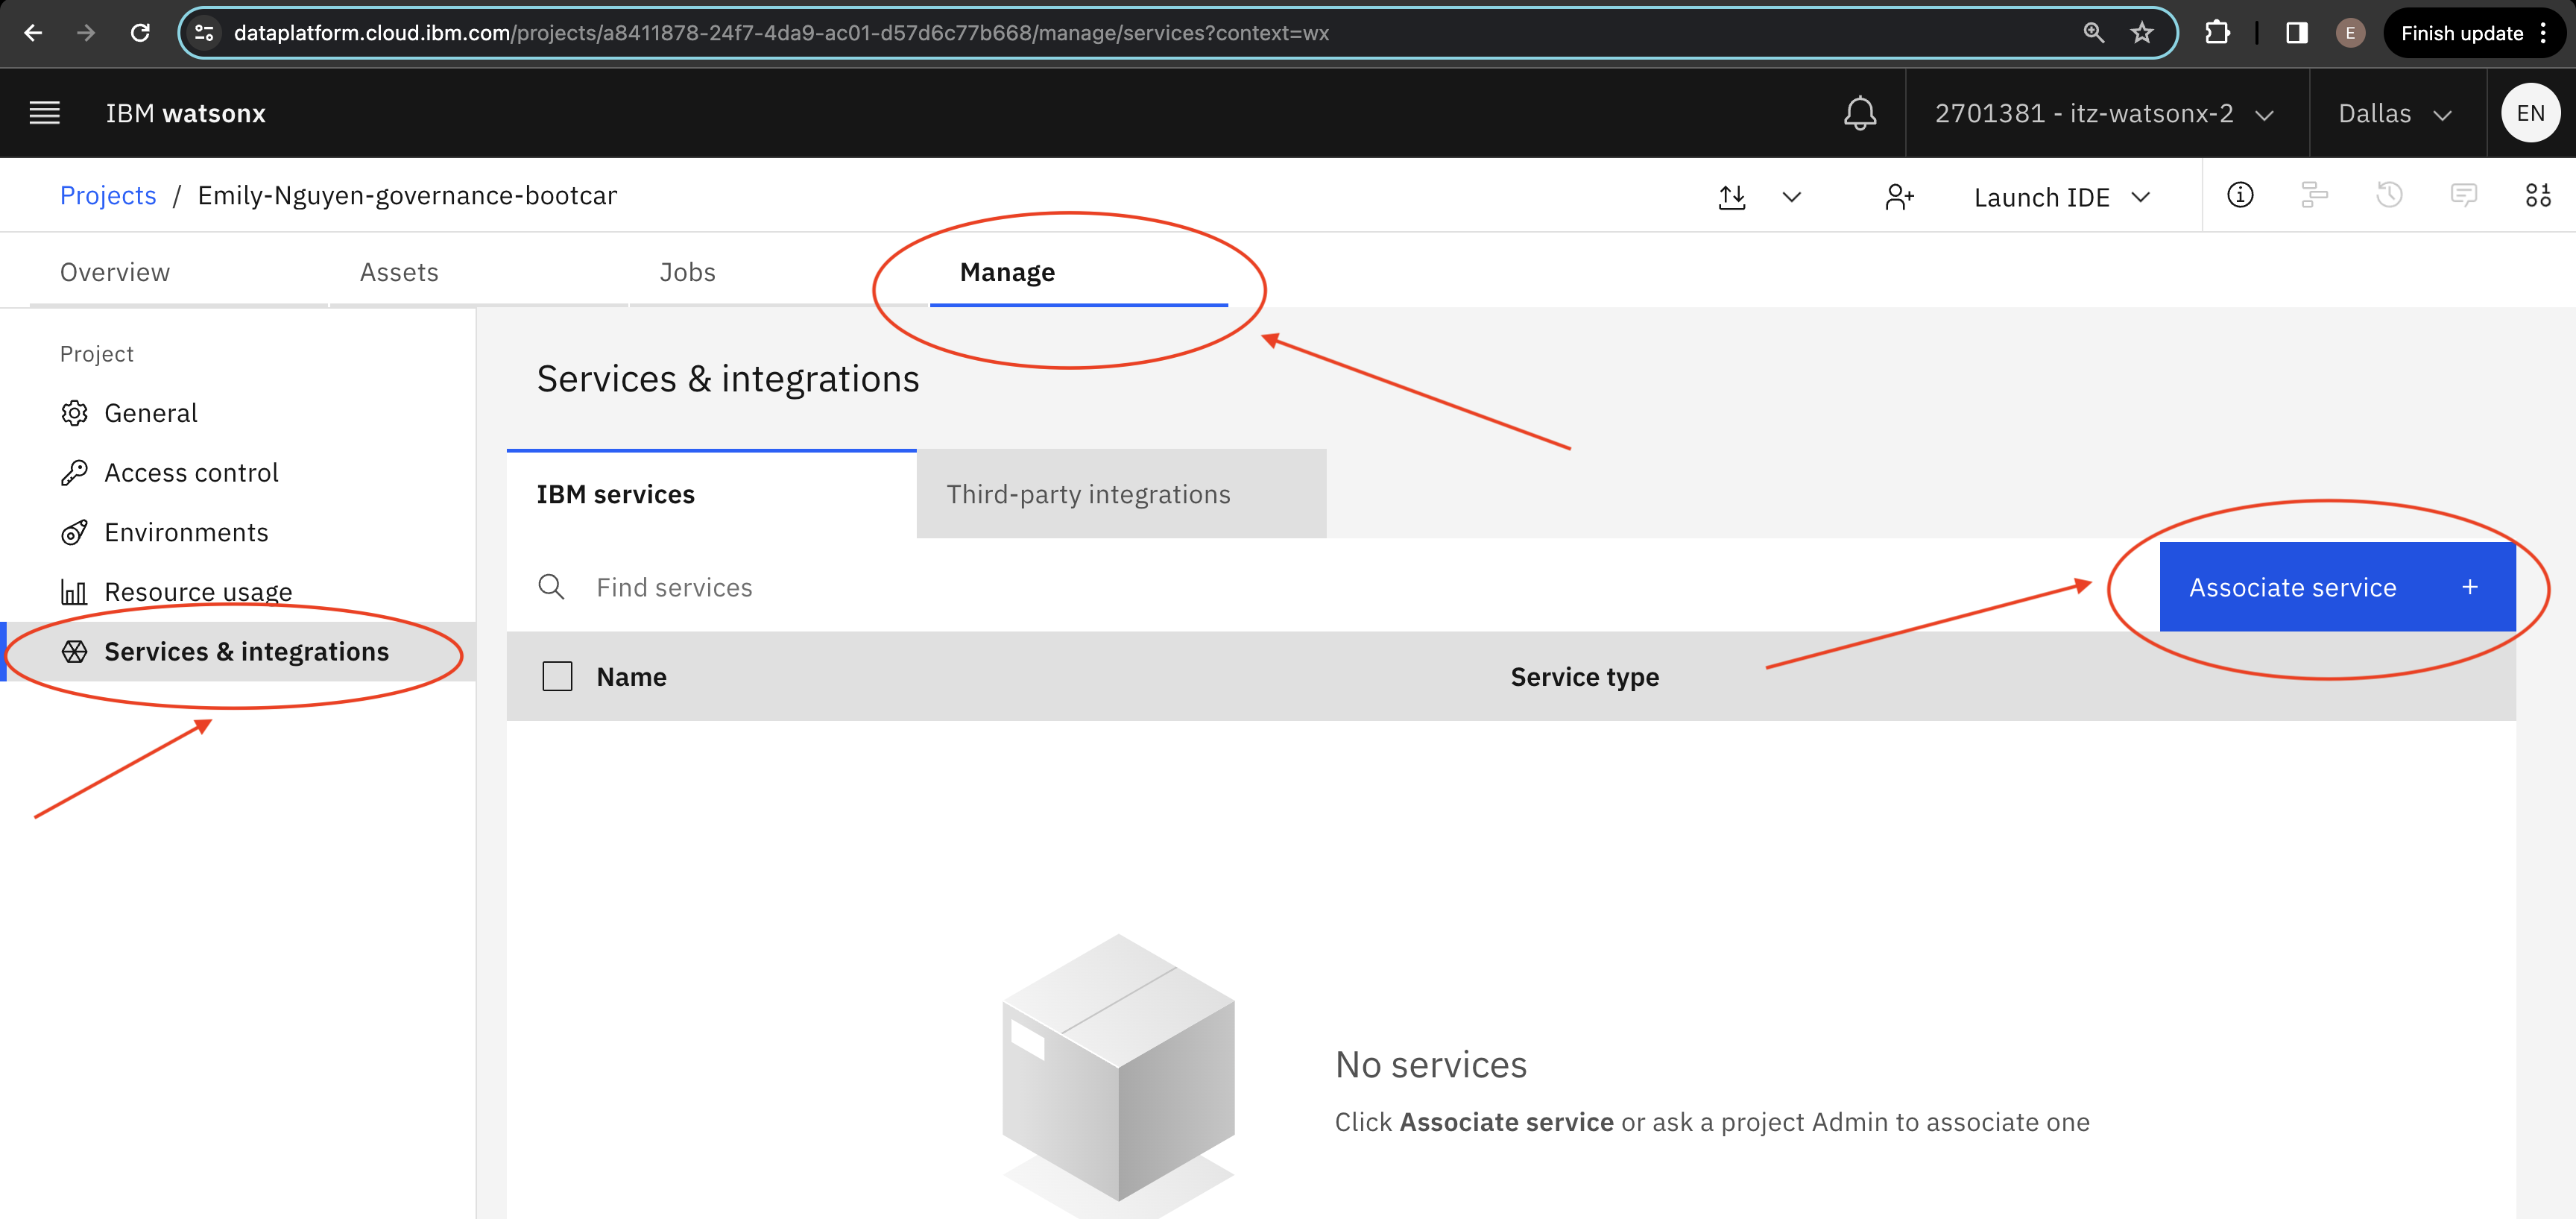 dataplatform.cloud.ibm.com/projects/a8411878-24f7-4da9-ac01-d57d6c77b668/manage/services?context=wx
E
Finish update
IBM watsonx
2701381 - itz-watsonx-2
Dallas
EN
Projects / Emily-Nguyen-governance-bootcar
Launch IDE
Overview
Assets
Jobs
Manage
Project
General
Access control
Environments
Resource usage
Services & integrations
Services & integrations
IBM services
Third-party integrations
Find services
Associate service +
Name
Service type
No services
Click Associate service or ask a project Admin to associate one